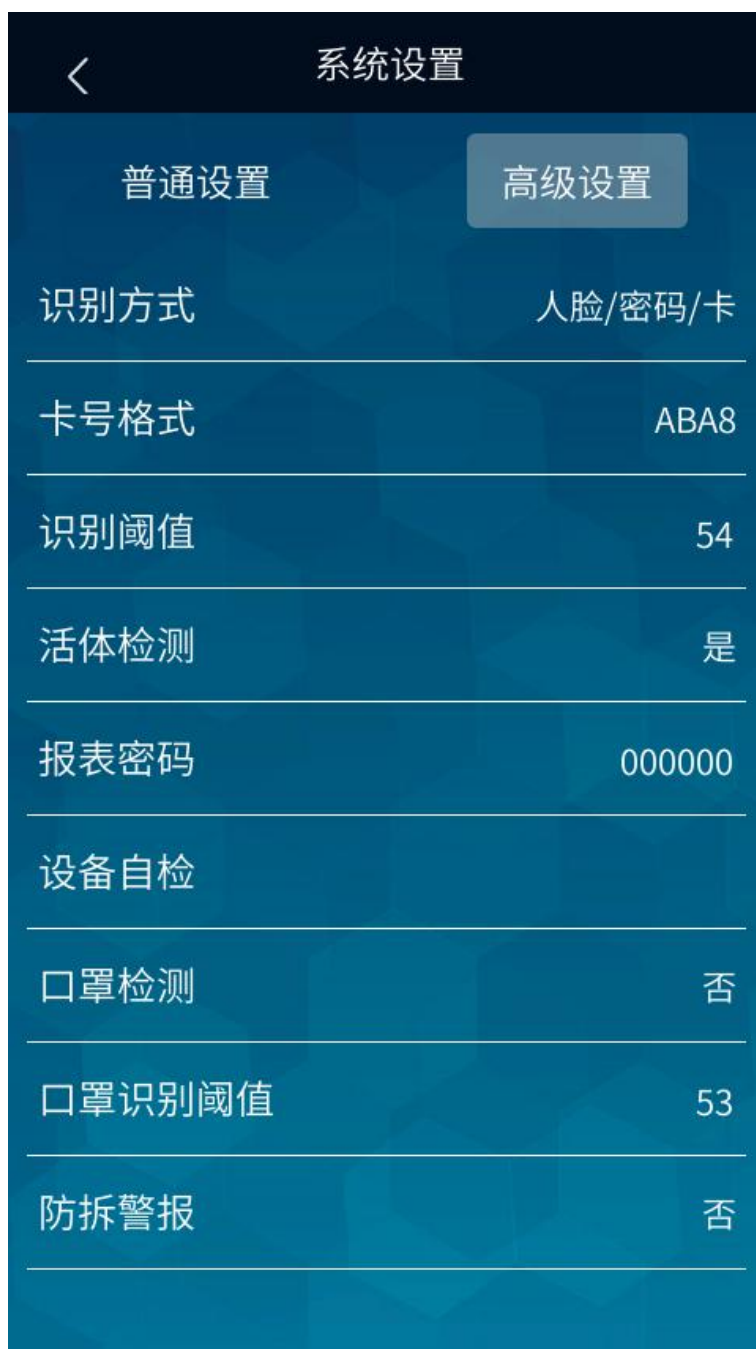 系统设置
普通设置 高级设置
识别方式 人脸/密码/卡
卡号格式 ABA8
识别阈值 54
活体检测 是
报表密码 000000
设备自检
口罩检测 否
口罩识别阈值 53
防拆警报 否